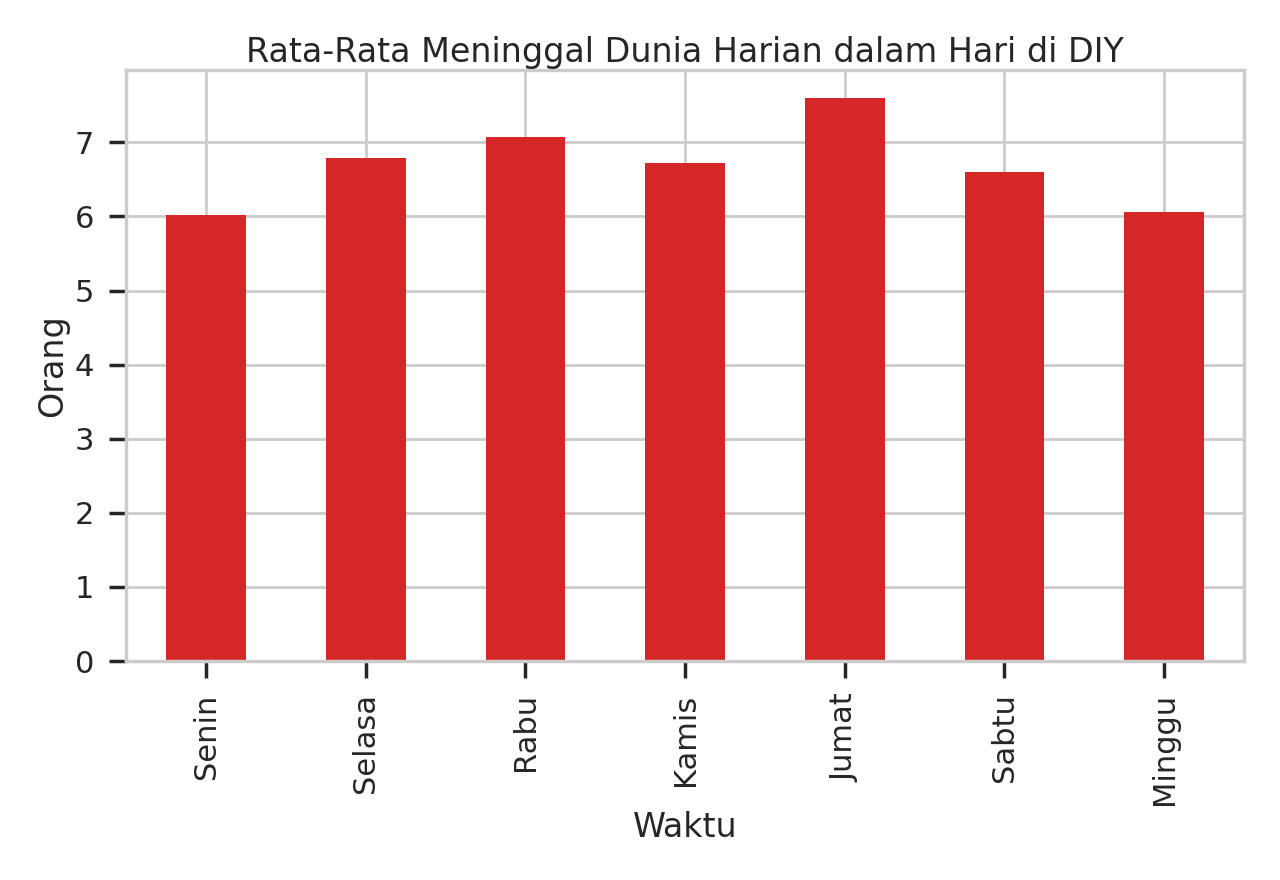 Rata-Rata Meninggal Dunia Harian dalam Hari di DIY
Orang
7
6
5
4
3
2
1
0
Senin
Selasa
Rabu
Kamis
Jumat
Sabtu
Minggu
Waktu